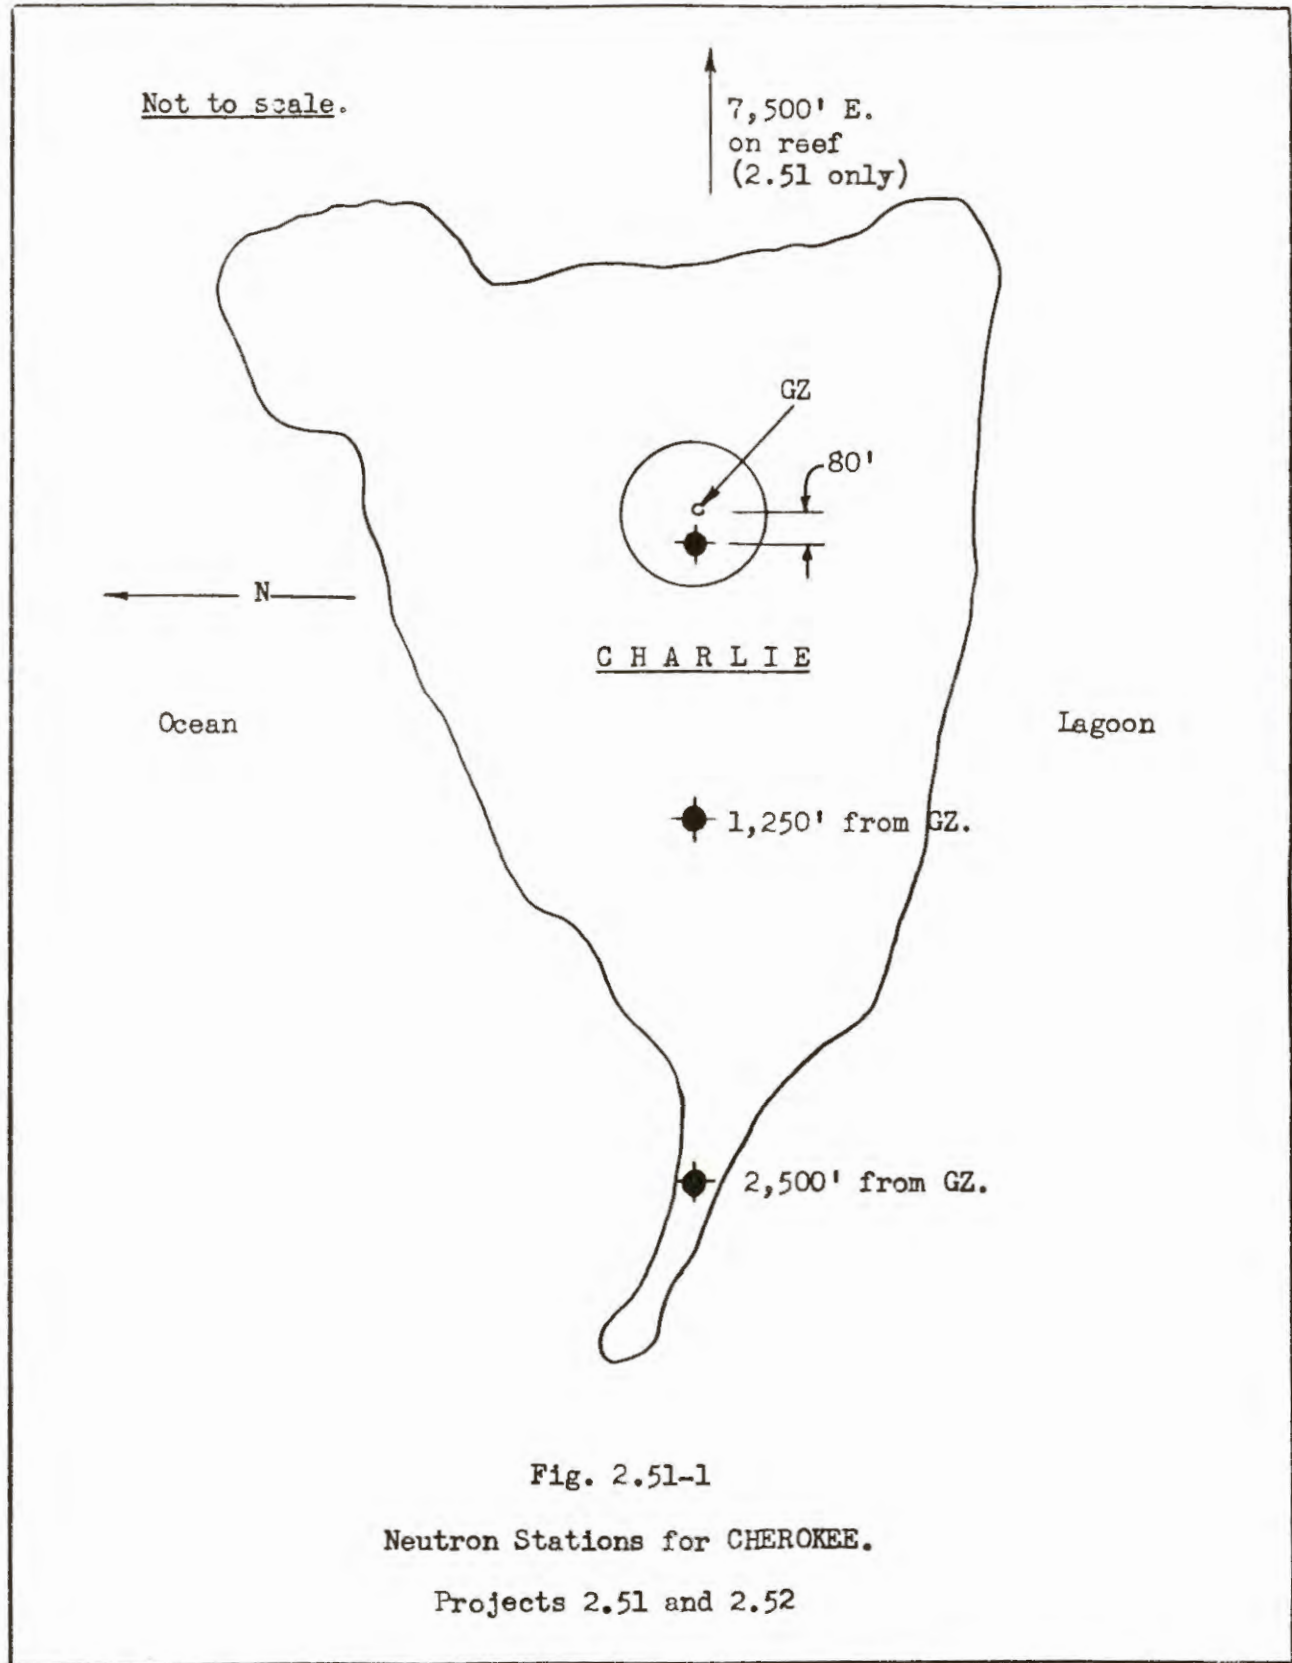 Not to scale.
7,500' E.
on reef
(2.51 only)
GZ
80'
N
CHARLIE
Ocean
Lagoon
1,250' from GZ.
2,500' from GZ.
Fig. 2.51-1
Neutron Stations for CHEROKEE.
Projects 2.51 and 2.52